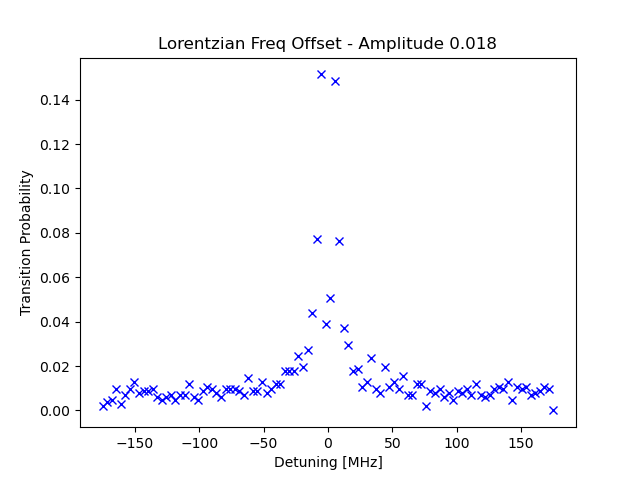 Lorentzian Freq Offset - Amplitude 0.018
Transition Probability
0.14
0.12
0.10
0.08
0.06
0.04
0.02
0.00
−150 −100 −50 0 50 100 150
Detuning [MHz]